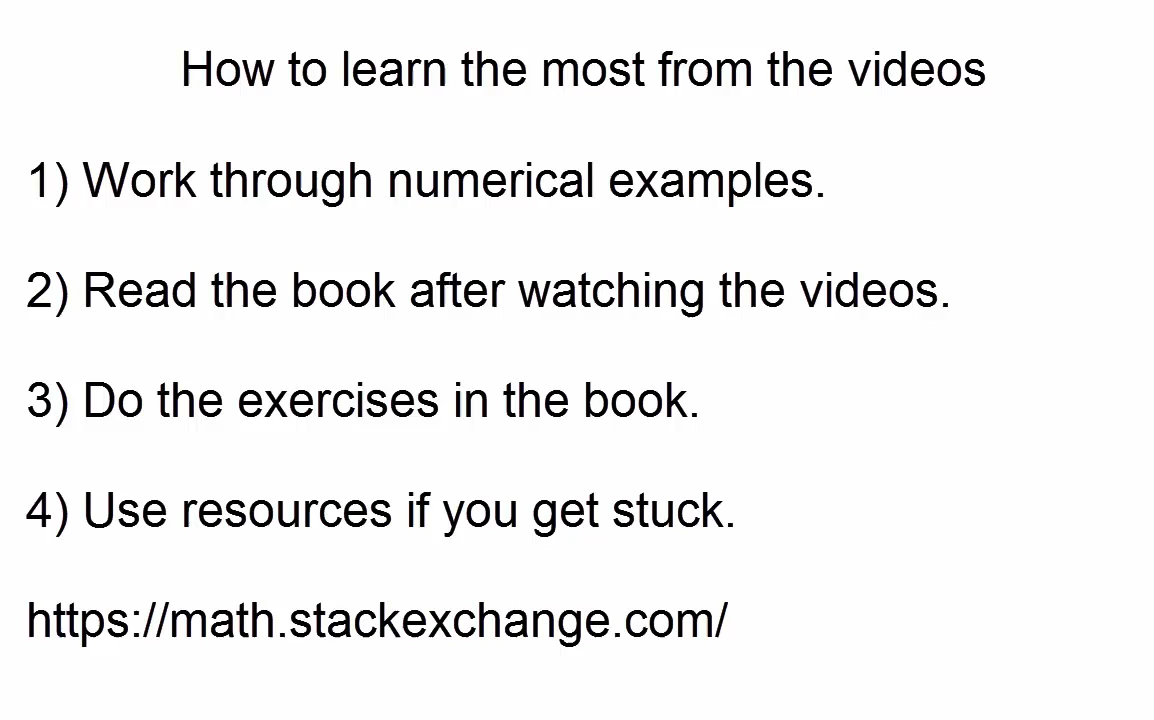 How to learn the most from the videos
1) Work through numerical examples.
2) Read the book after watching the videos.
3) Do the exercises in the book.
4) Use resources if you get stuck.
https://math.stackexchange.com/